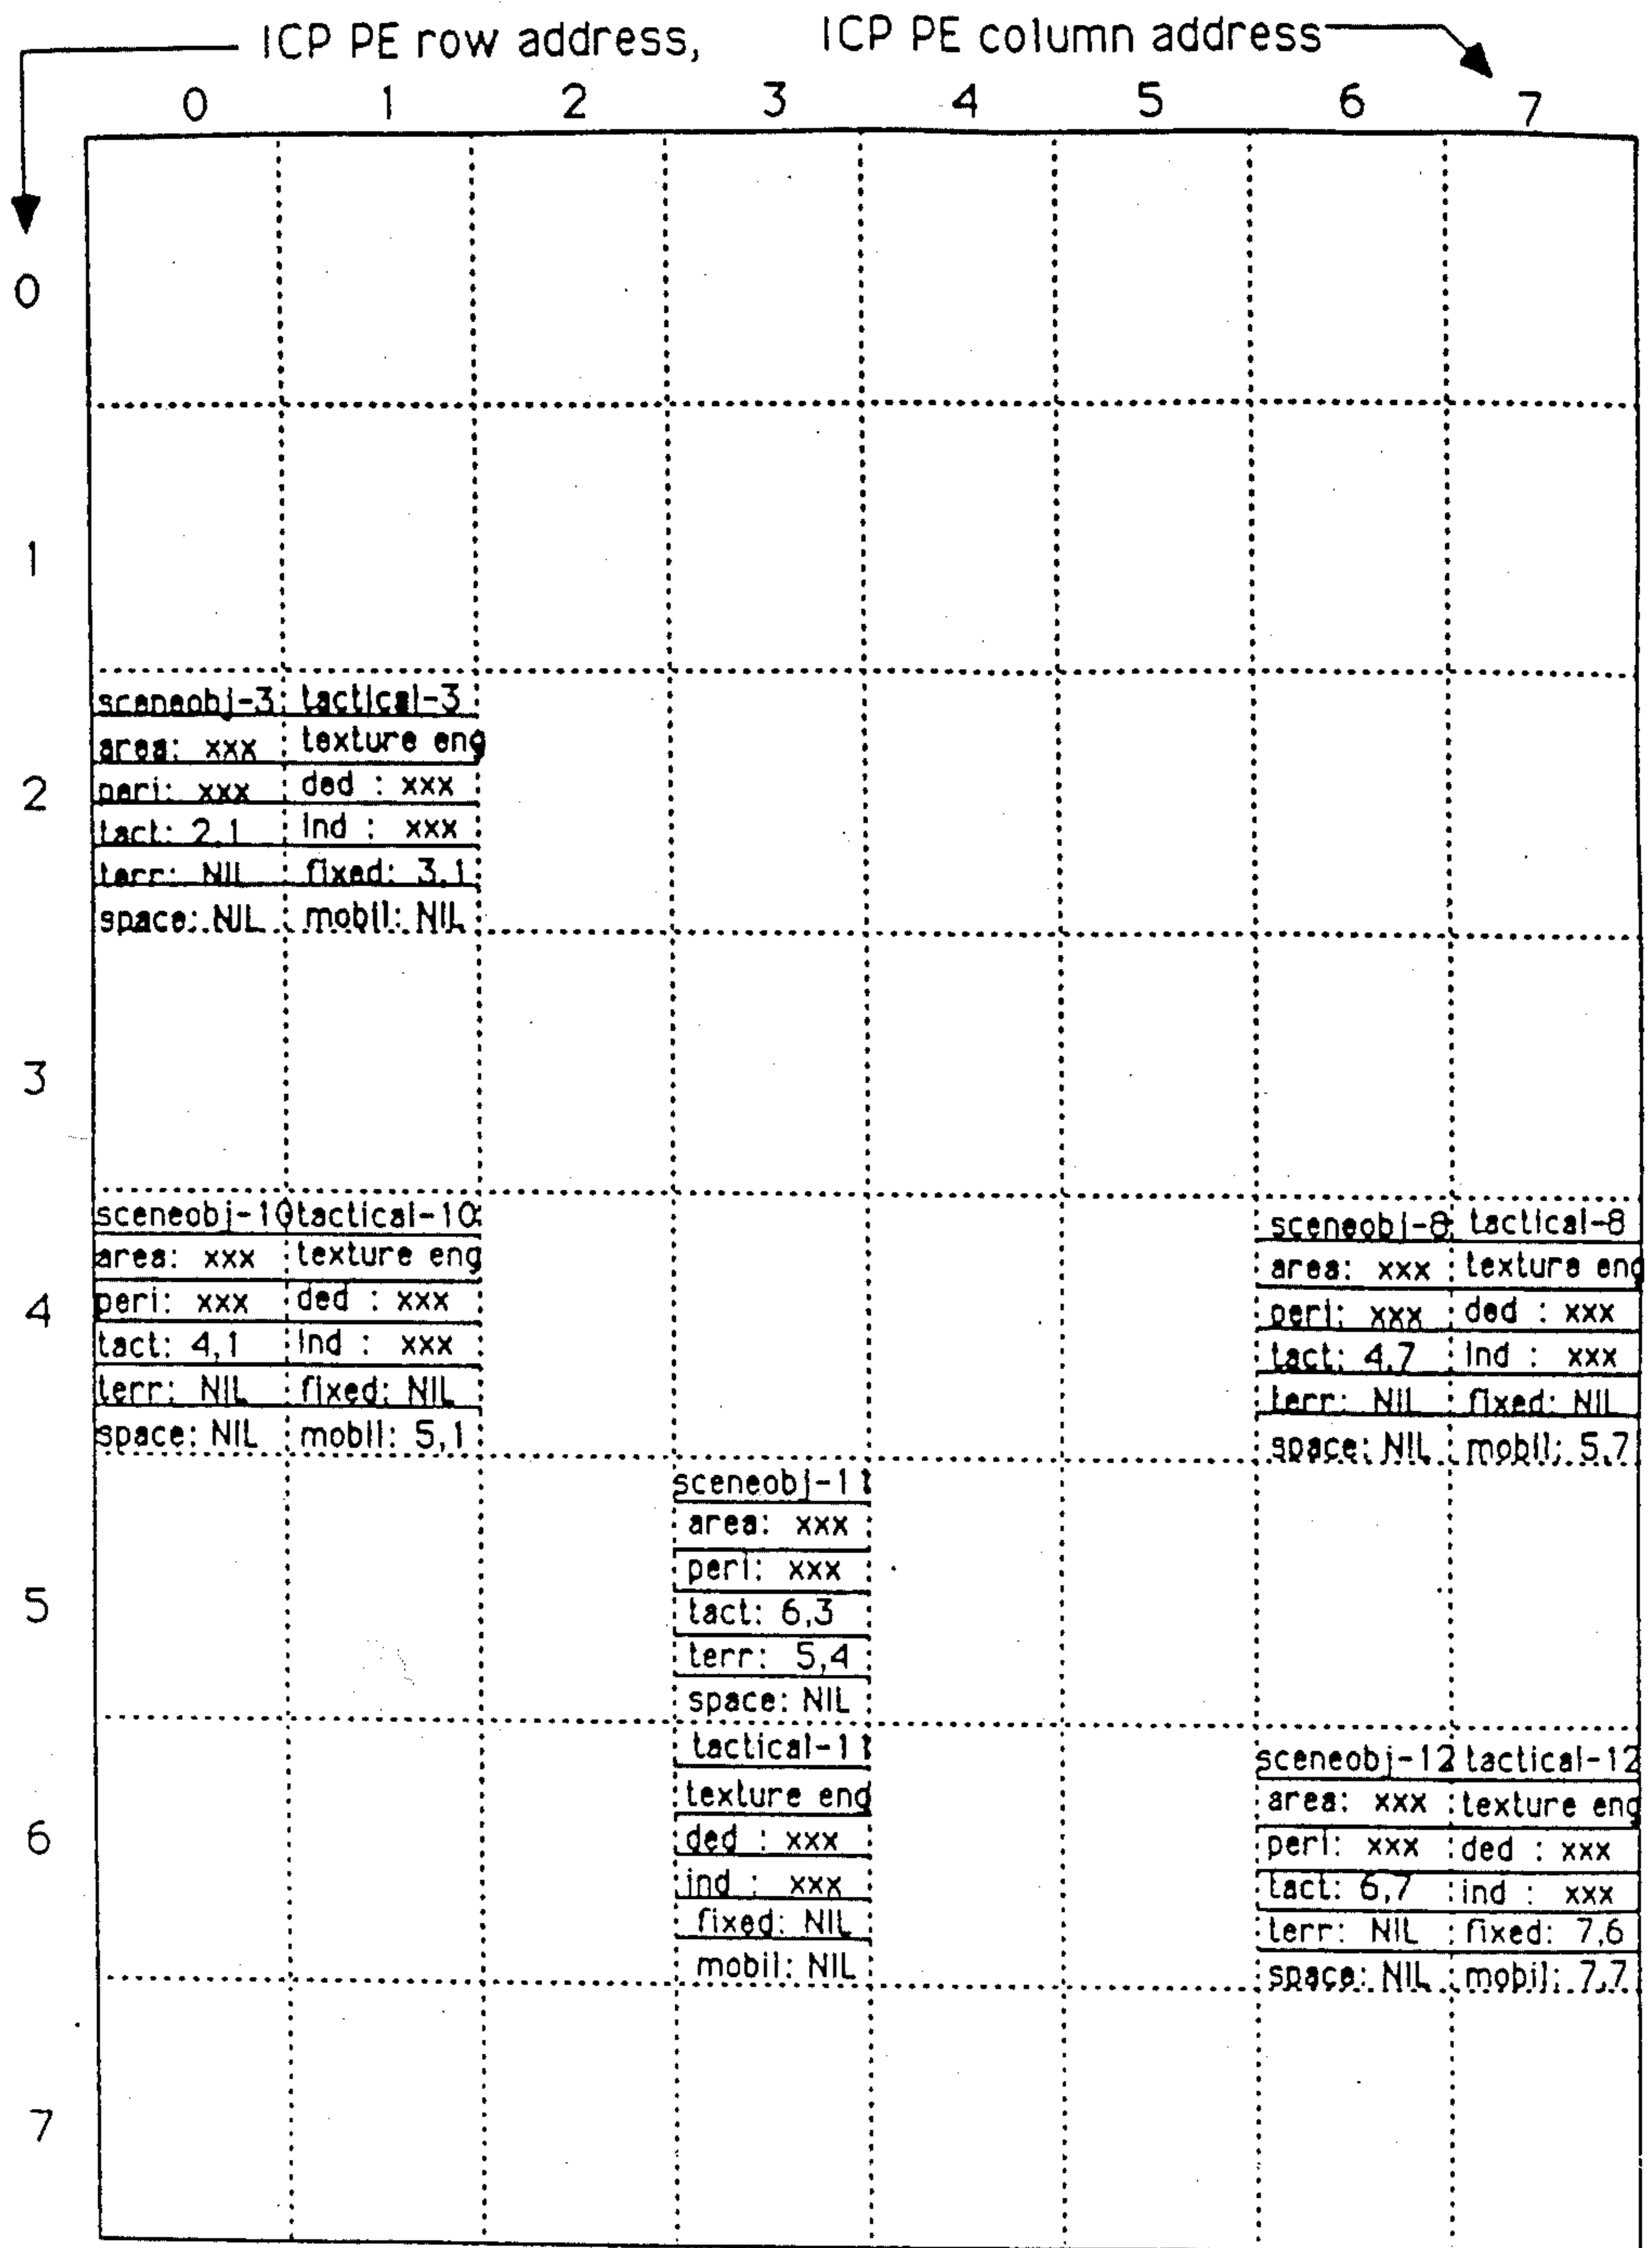 ICP PE row address, ICP PE column address
0 1 2 3 4 5 6 7
0
1
2
sceneobj-3 tactical-3
area: xxx texture eng
peri: xxx ded : xxx
tact: 2,1 ind : xxx
terr: NIL fixed: 3,1
space: NIL mobil: NIL
3
4
sceneobj-10 tactical-10 sceneobj-8 tactical-8
area: xxx texture eng area: xxx texture eng
peri: xxx ded : xxx peri: xxx ded : xxx
tact: 4,1 ind : xxx tact: 4,7 ind : xxx
terr: NIL fixed: NIL terr: NIL fixed: NIL
space: NIL mobil: 5,1 space: NIL mobil: 5,7
5
sceneobj-11
area: xxx
peri: xxx
tact: 6,3
terr: 5,4
space: NIL
6
tactical-11 sceneobj-12 tactical-12
texture eng area: xxx texture eng
ded : xxx peri: xxx ded : xxx
ind : xxx tact: 6,7 ind : xxx
fixed: NIL terr: NIL fixed: 7,6
mobil: NIL space: NIL mobil: 7,7
7